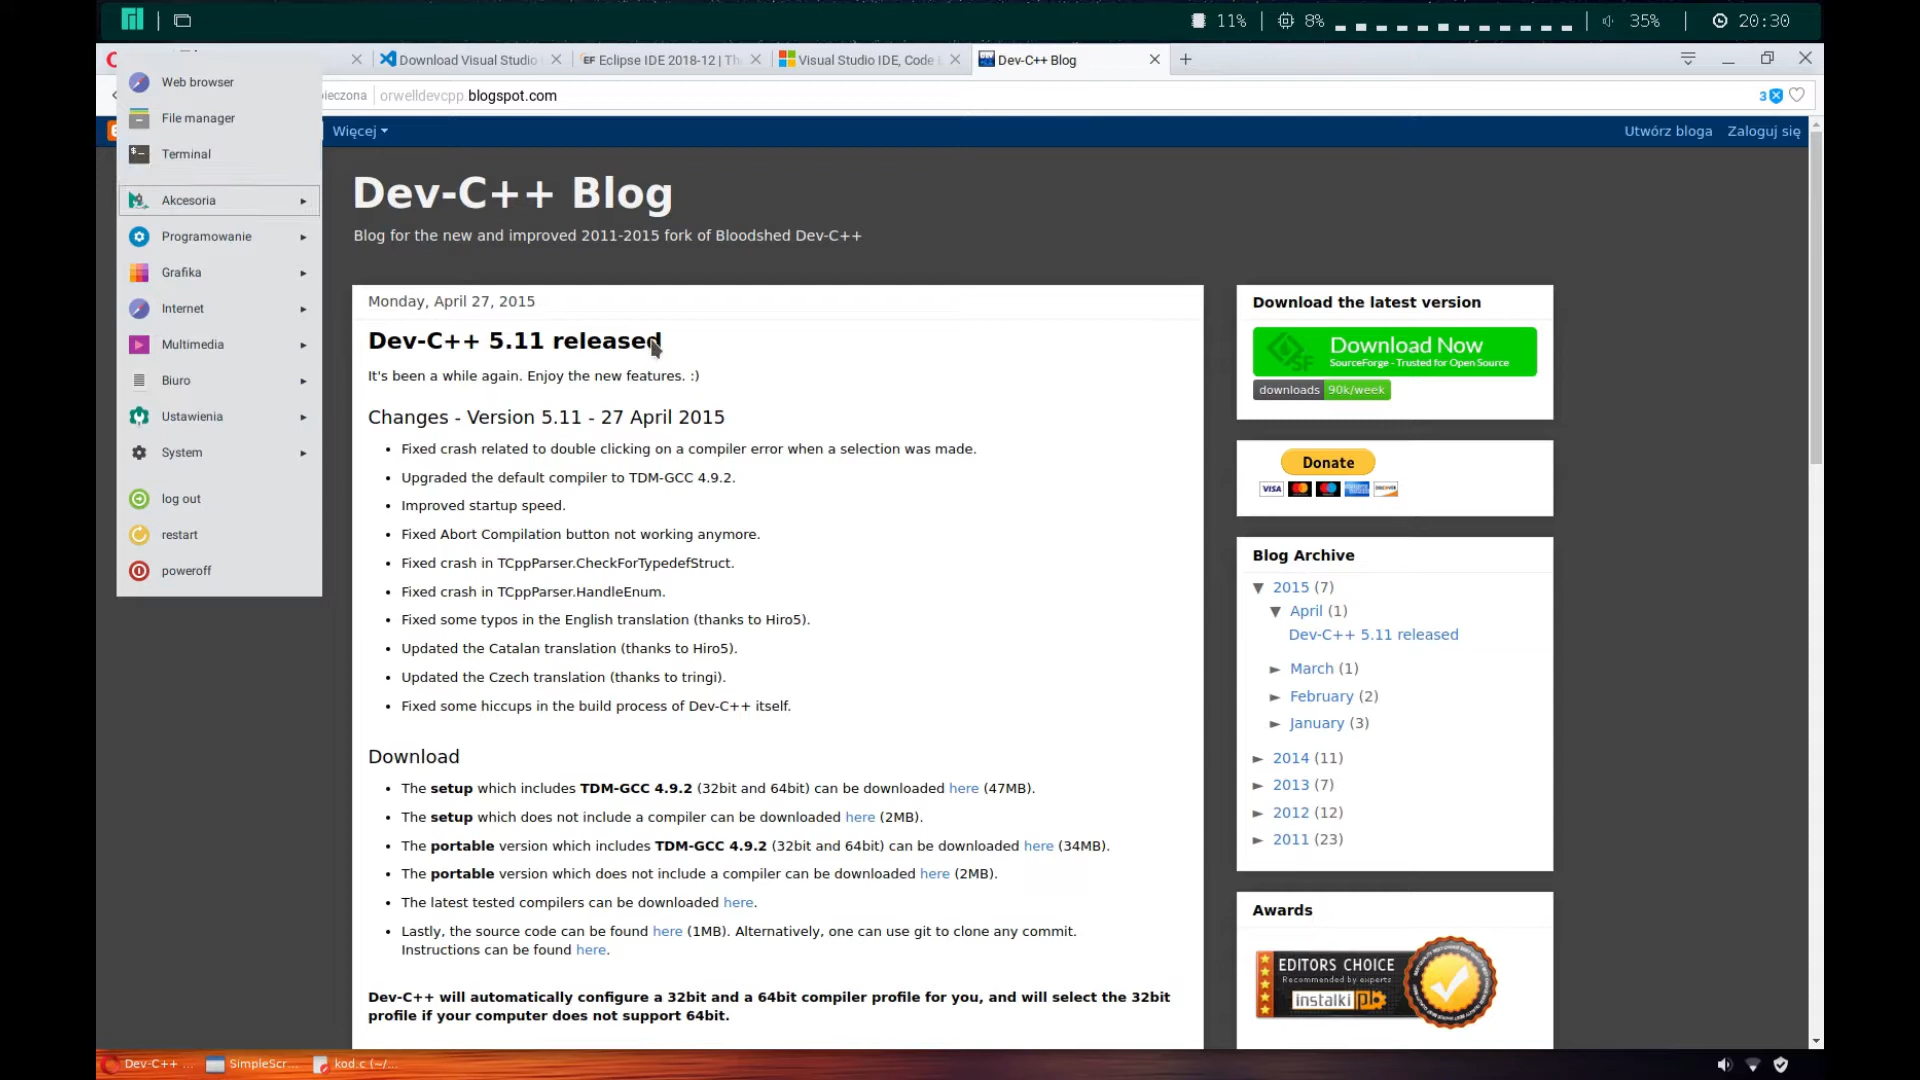 11%
8%
35%
20:30
Download Visual Studio
EF Eclipse IDE 2018-12 | Th
Visual Studio IDE, Code
Dev-C++ Blog
ieczona
orwelldevcpp.blogspot.com
3
Więcej
Utwórz bloga
Zaloguj się
Web browser
File manager
Terminal
Akcesoria
Programowanie
Grafika
Internet
Multimedia
Biuro
Ustawienia
System
log out
restart
poweroff
Dev-C++ Blog
Blog for the new and improved 2011-2015 fork of Bloodshed Dev-C++
Monday, April 27, 2015
Dev-C++ 5.11 released
It's been a while again. Enjoy the new features. :)
Changes - Version 5.11 - 27 April 2015
• Fixed crash related to double clicking on a compiler error when a selection was made.
• Upgraded the default compiler to TDM-GCC 4.9.2.
• Improved startup speed.
• Fixed Abort Compilation button not working anymore.
• Fixed crash in TCppParser.CheckForTypedefStruct.
• Fixed crash in TCppParser.HandleEnum.
• Fixed some typos in the English translation (thanks to Hiro5).
• Updated the Catalan translation (thanks to Hiro5).
• Updated the Czech translation (thanks to tringi).
• Fixed some hiccups in the build process of Dev-C++ itself.
Download
• The setup which includes TDM-GCC 4.9.2 (32bit and 64bit) can be downloaded here (47MB).
• The setup which does not include a compiler can be downloaded here (2MB).
• The portable version which includes TDM-GCC 4.9.2 (32bit and 64bit) can be downloaded here (34MB).
• The portable version which does not include a compiler can be downloaded here (2MB).
• The latest tested compilers can be downloaded here.
• Lastly, the source code can be found here (1MB). Alternatively, one can use git to clone any commit.
Instructions can be found here.
Dev-C++ will automatically configure a 32bit and a 64bit compiler profile for you, and will select the 32bit
profile if your computer does not support 64bit.
Download the latest version
SF
Download Now
SourceForge - Trusted for Open Source
downloads 90k/week
Donate
VISA
DISCOVER
Blog Archive
▼ 2015 (7)
▼ April (1)
Dev-C++ 5.11 released
► March (1)
► February (2)
► January (3)
► 2014 (11)
► 2013 (7)
► 2012 (12)
► 2011 (23)
Awards
EDITORS CHOICE
Recommended by experts
instalki pl
Dev-C++ ...
SimpleScr...
kod.c (~/...